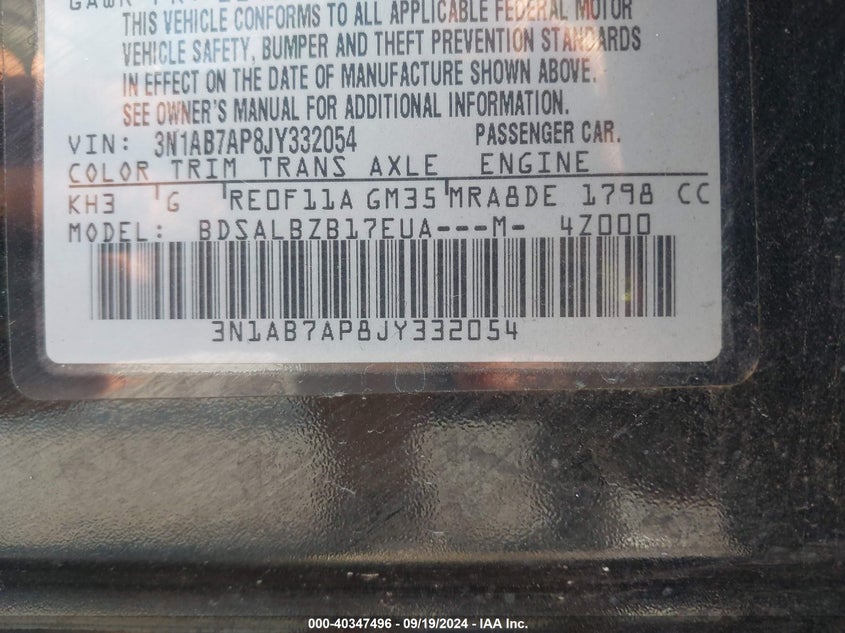 THIS VEHICLE CONFORMS TO ALL APPLICABLE FEDERAL MOTOR
VEHICLE SAFETY, BUMPER AND THEFT PREVENTION STANDARDS
IN EFFECT ON THE DATE OF MANUFACTURE SHOWN ABOVE.
SEE OWNER'S MANUAL FOR ADDITIONAL INFORMATION.
VIN: 3N1AB7AP8JY332054 PASSENGER CAR.
COLOR TRIM TRANS AXLE ENGINE
KH3 G RE0F11A GM35 MRA8DE 1798 CC
MODEL: BDSALBZB17EUA---M- 4Z000
3N1AB7AP8JY332054
000-40347496 - 09/19/2024 - IAA Inc.